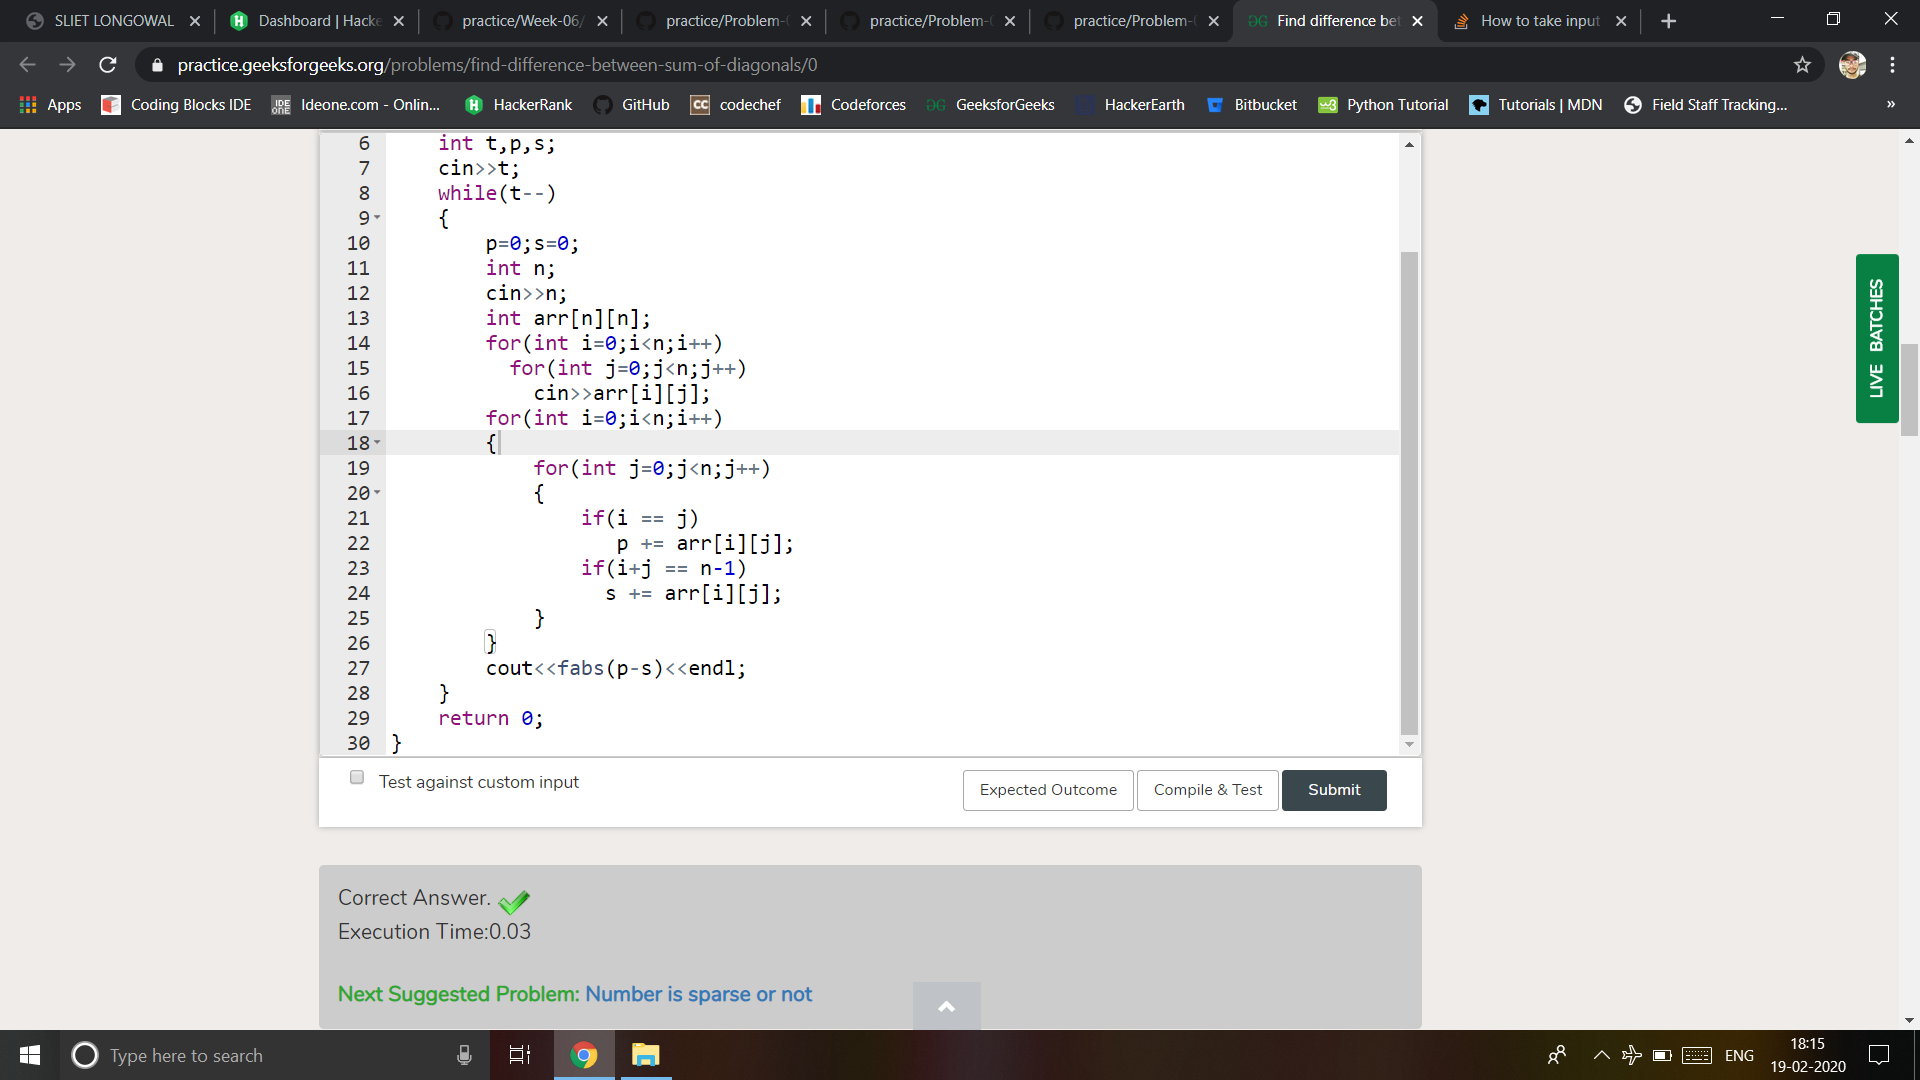 SLIET LONGOWAL
Dashboard | Hacke
practice/Week-06/
practice/Problem-
practice/Problem-
practice/Problem-
Find difference be
How to take input
practice.geeksforgeeks.org/problems/find-difference-between-sum-of-diagonals/0
Apps
Coding Blocks IDE
IDE ONE
Ideone.com - Onlin...
HackerRank
GitHub
codechef
Codeforces
GeeksforGeeks
HackerEarth
Bitbucket
Python Tutorial
Tutorials | MDN
Field Staff Tracking...
»
6 int t,p,s;
7 cin>>t;
8 while(t--)
9 {
10 p=0;s=0;
11 int n;
12 cin>>n;
13 int arr[n][n];
14 for(int i=0;i<n;i++)
15 for(int j=0;j<n;j++)
16 cin>>arr[i][j];
17 for(int i=0;i<n;i++)
18 {
19 for(int j=0;j<n;j++)
20 {
21 if(i == j)
22 p += arr[i][j];
23 if(i+j == n-1)
24 s += arr[i][j];
25 }
26 }
27 cout<<fabs(p-s)<<endl;
28 }
29 return 0;
30 }
LIVE BATCHES
Test against custom input
Expected Outcome
Compile & Test
Submit
Correct Answer.
Execution Time:0.03
Next Suggested Problem: Number is sparse or not
Type here to search
ENG
18:15
19-02-2020